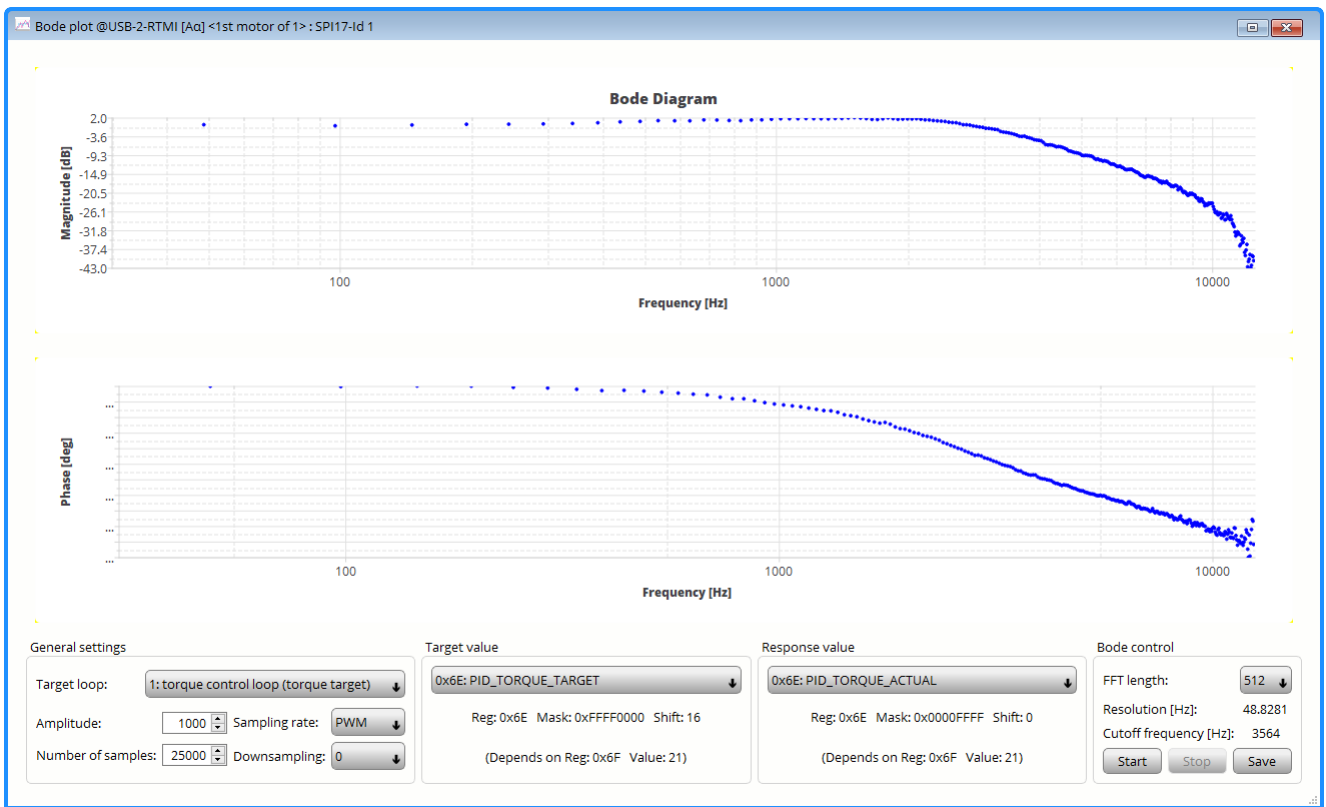 Bode plot @USB-2-RTMI [Aα] <1st motor of 1> : SPI17-Id 1
Bode Diagram
2.0
-3.6
-9.3
-14.9
-20.5
-26.1
-31.8
-37.4
-43.0
Magnitude [dB]
100 1000 10000
Frequency [Hz]
...
...
...
...
...
...
Phase [deg]
100 1000 10000
Frequency [Hz]
General settings
Target loop: 1: torque control loop (torque target)
Amplitude: 1000 Sampling rate: PWM
Number of samples: 25000 Downsampling: 0
Target value
0X6E: PID_TORQUE_TARGET
Reg: 0x6E Mask: 0xFFFF0000 Shift: 16
(Depends on Reg: 0x6F Value: 21)
Response value
0X6E: PID_TORQUE_ACTUAL
Reg: 0x6E Mask: 0x0000FFFF Shift: 0
(Depends on Reg: 0x6F Value: 21)
Bode control
FFT length: 512
Resolution [Hz]: 48.8281
Cutoff frequency [Hz]: 3564
Start Stop Save